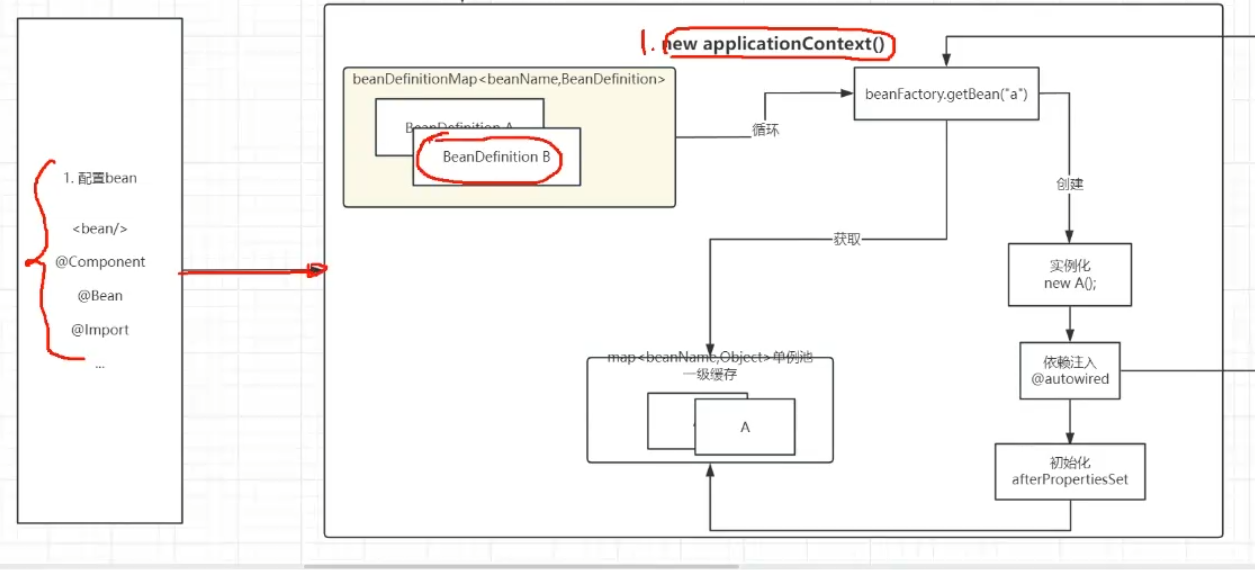 1. 配置bean
<bean/>
@Component
@Bean
@Import
...
1. new applicationContext()
beanDefinitionMap<beanName,BeanDefinition>
BeanDefinition A
BeanDefinition B
循环
beanFactory.getBean("a")
创建
获取
实例化
new A();
依赖注入
@autowired
初始化
afterPropertiesSet
map<beanName,Object>单例池
一级缓存
A